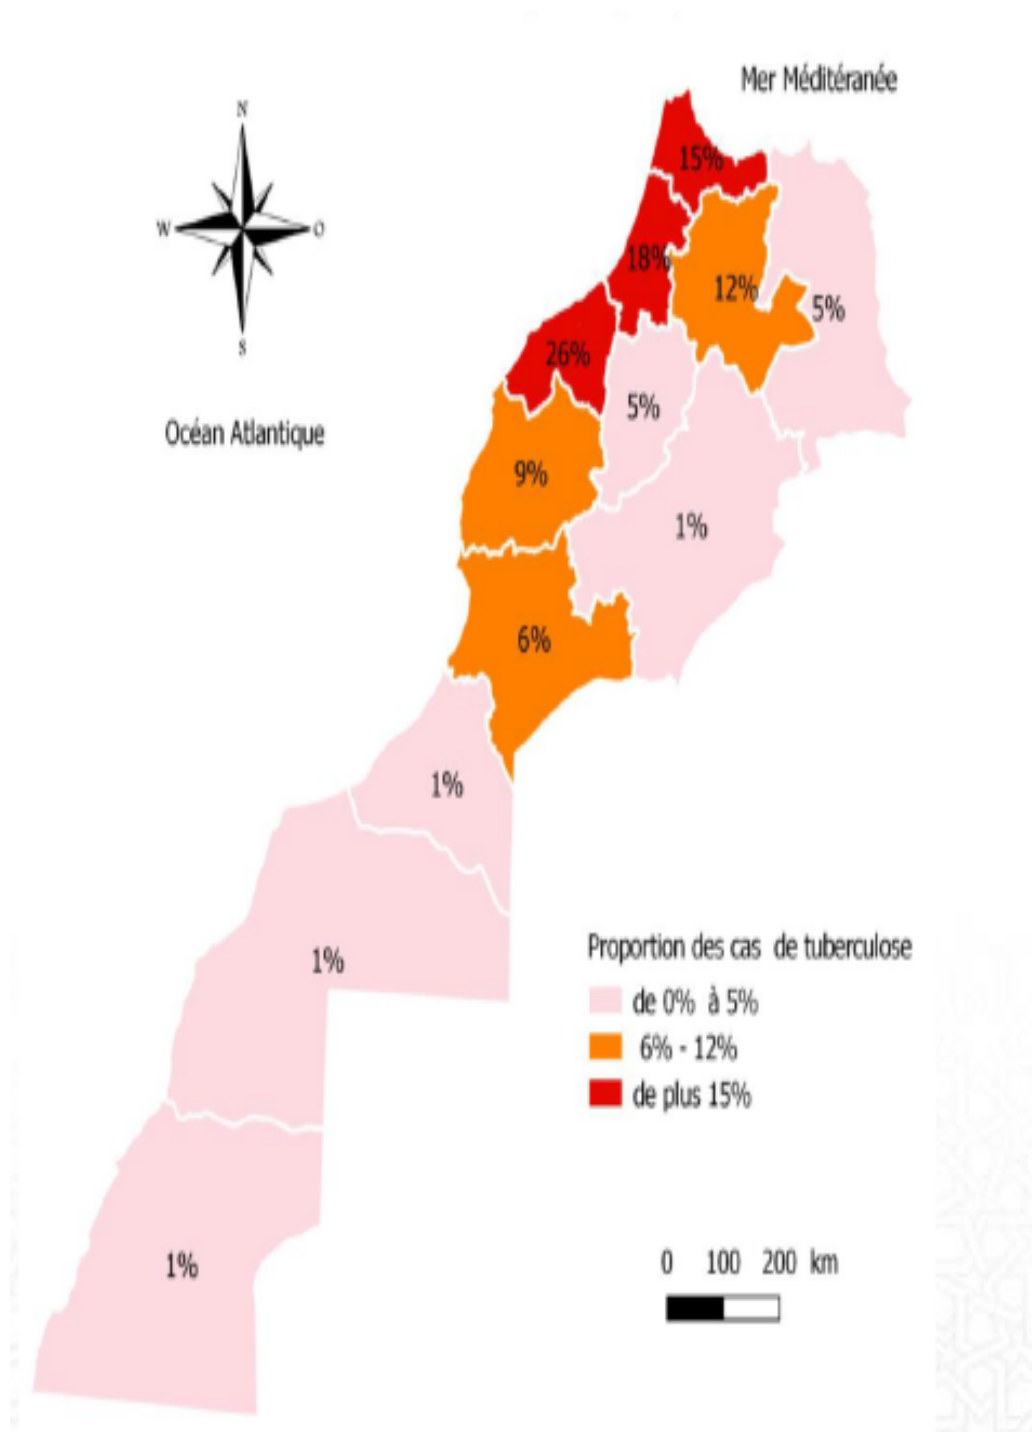 Mer Méditéranée
N
W
O
S
Océan Atlantique
15%
18%
12%
5%
26%
5%
9%
1%
6%
1%
1%
1%
Proportion des cas de tuberculose
de 0% à 5%
6% - 12%
de plus 15%
0 100 200 km